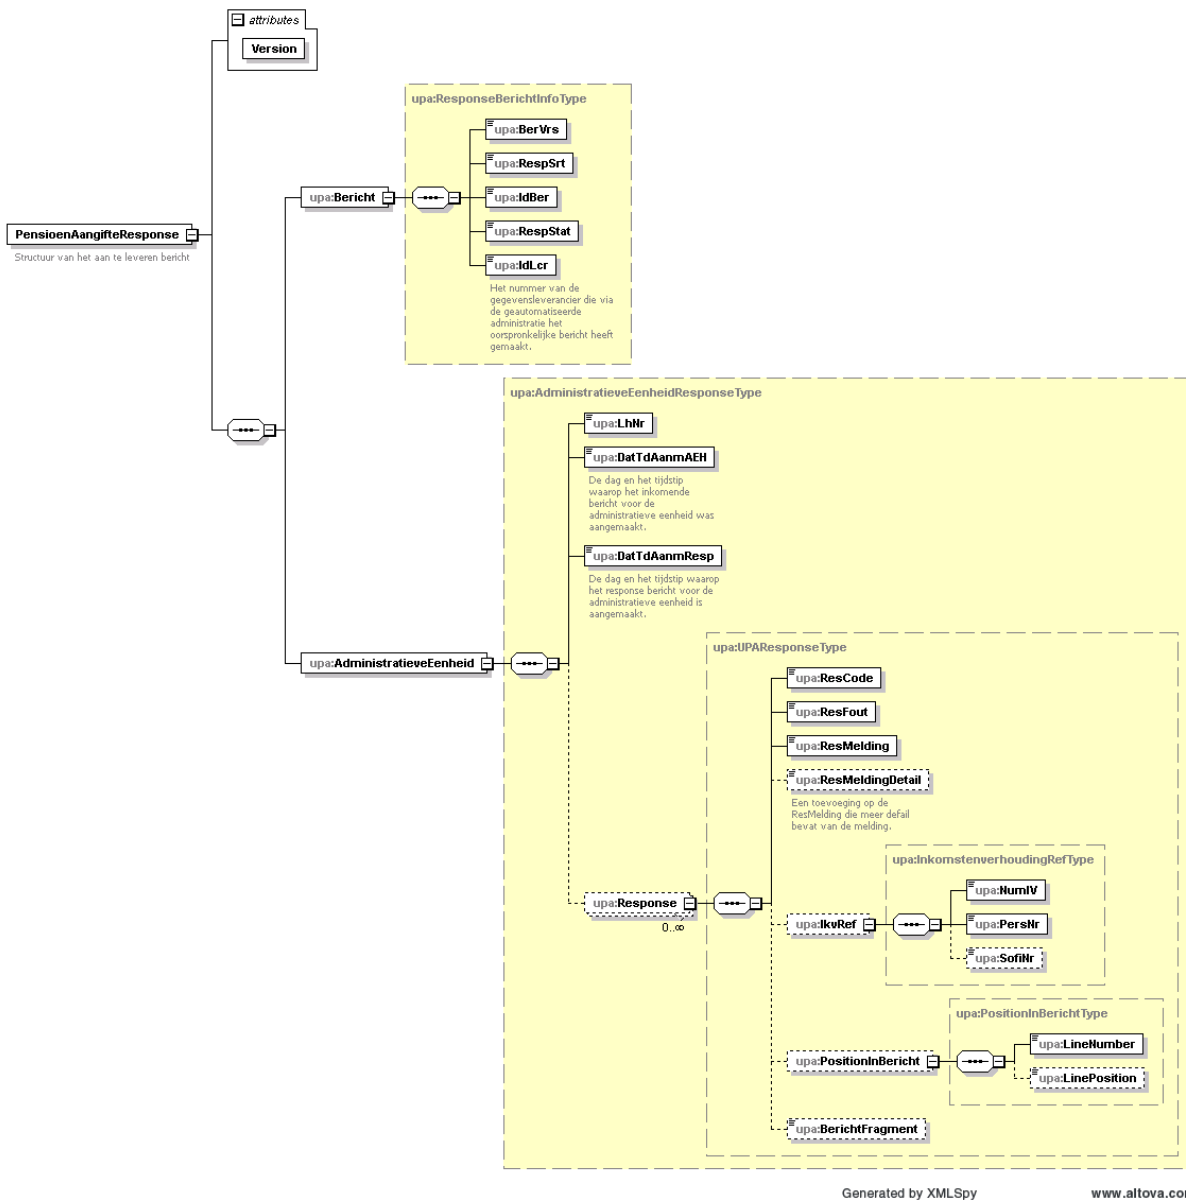 attributes
Version
upa:ResponseBerichtInfoType
upa:BerVrs
upa:RespSrt
upa:Bericht
upa:IdBer
upa:RespStat
upa:IdLcr
Het nummer van de
gegevensleverancier die via
de geautomatiseerde
administratie het
oorspronkelijke bericht heeft
gemaakt.
PensioenAangifteResponse
Structuur van het aan te leveren bericht
upa:AdministratieveEenheidResponseType
upa:LhNr
upa:DatTdAanmAEH
De dag en het tijdstip
waarop het inkomende
bericht voor de
administratieve eenheid was
aangemaakt.
upa:DatTdAanmResp
De dag en het tijdstip waarop
het response bericht voor de
administratieve eenheid is
aangemaakt.
upa:AdministratieveEenheid
upa:UPAResponseType
upa:ResCode
upa:ResFout
upa:ResMelding
upa:ResMeldingDetail
Een toevoeging op de
ResMelding die meer defail
bevat van de melding.
upa:Response
0..∞
upa:InkomstenverhoudingRefType
upa:NumIV
upa:IkvRef
upa:PersNr
upa:SofiNr
upa:PositionInBerichtType
upa:LineNumber
upa:PositionInBericht
upa:LinePosition
upa:BerichtFragment
Generated by XMLSpy
www.altova.co